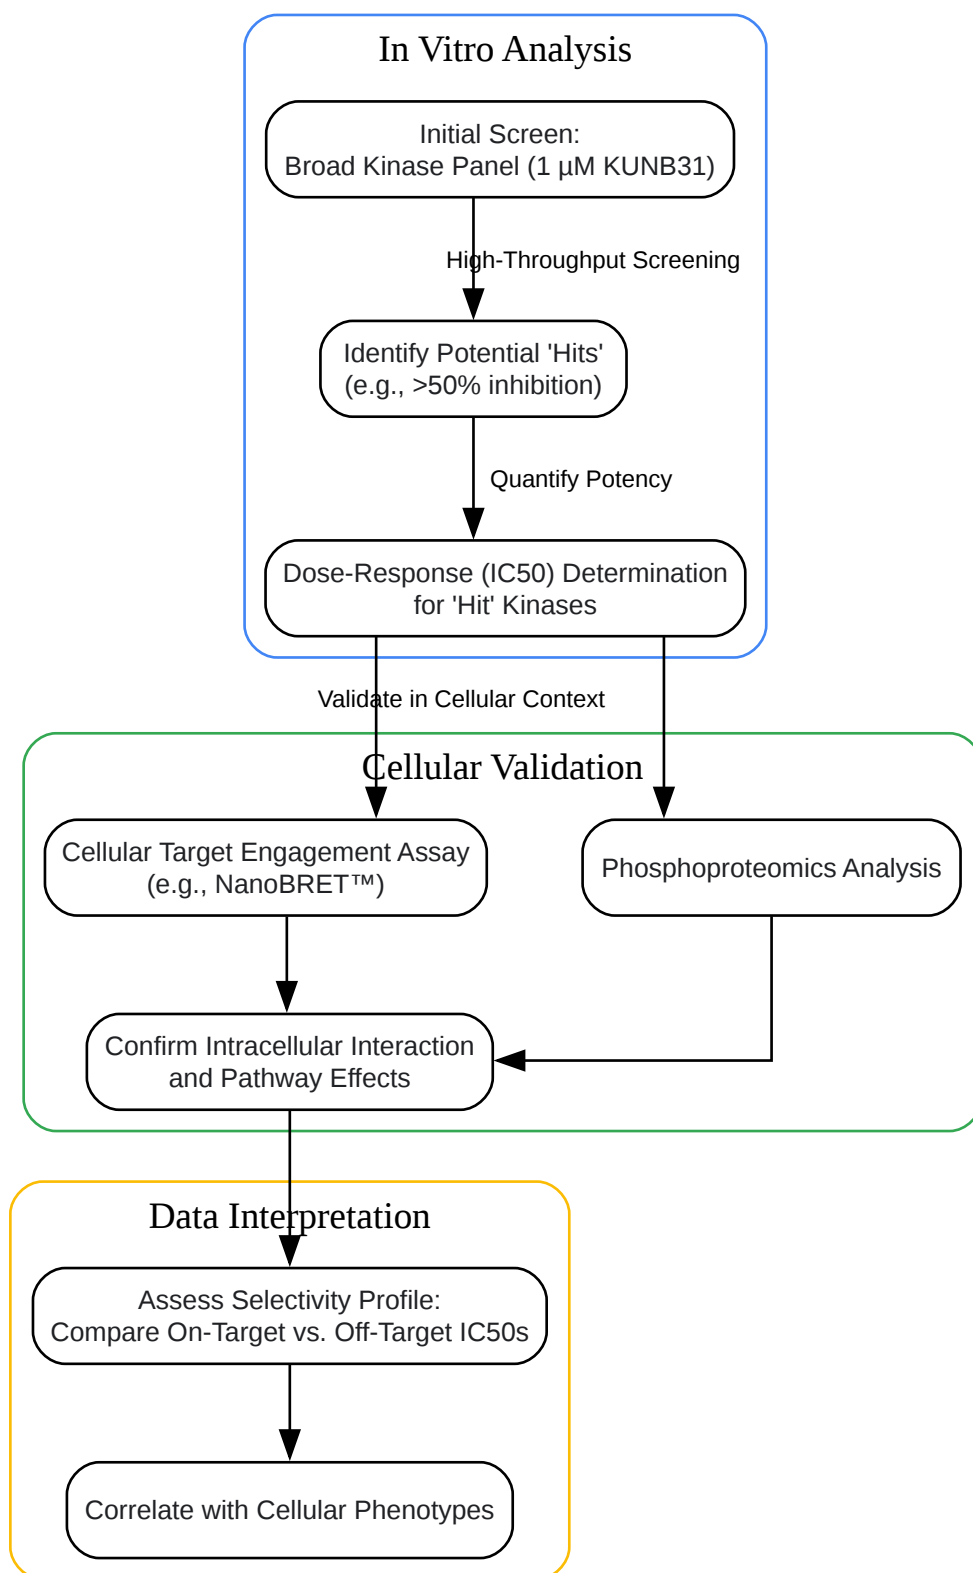 In Vitro Analysis
Initial Screen:
Broad Kinase Panel (1 µM KUNB31)
High-Throughput Screening
Identify Potential 'Hits'
(e.g., >50% inhibition)
Quantify Potency
Dose-Response (IC50) Determination
for 'Hit' Kinases
Validate in Cellular Context
Cellular Validation
Cellular Target Engagement Assay
(e.g., NanoBRET™)
Phosphoproteomics Analysis
Confirm Intracellular Interaction
and Pathway Effects
Data Interpretation
Assess Selectivity Profile:
Compare On-Target vs. Off-Target IC50s
Correlate with Cellular Phenotypes